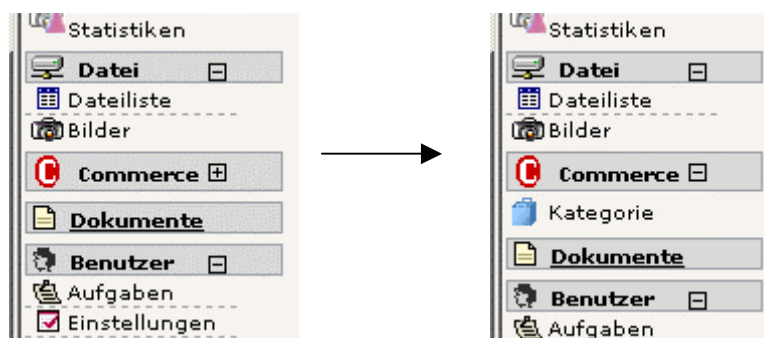 Statistiken
Datei
Dateiliste
Bilder
Commerce
Dokumente
Benutzer
Aufgaben
Einstellungen
Statistiken
Datei
Dateiliste
Bilder
Commerce
Kategorie
Dokumente
Benutzer
Aufgaben